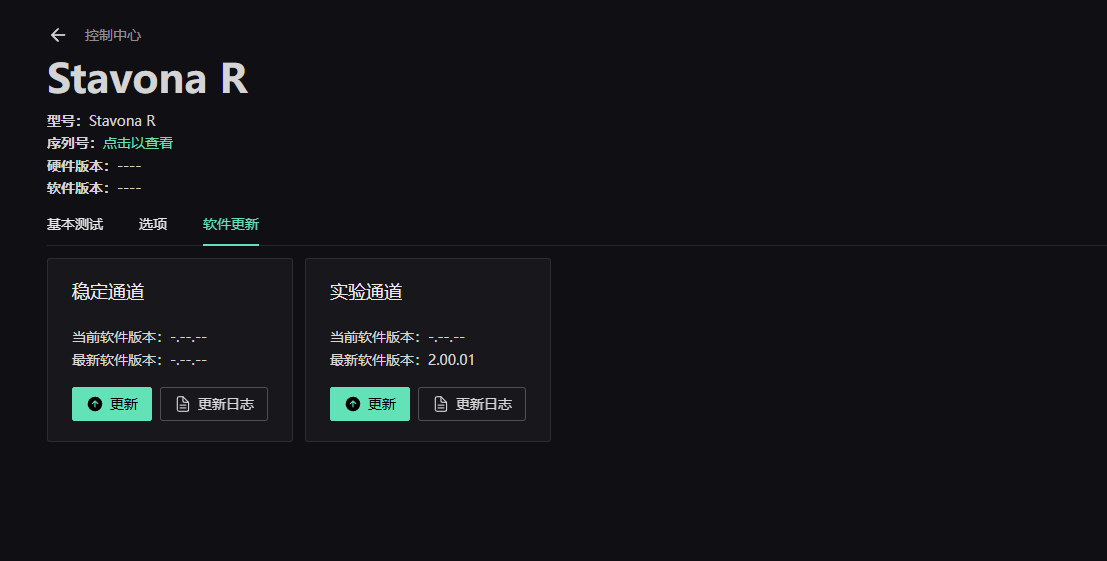 控制中心
Stavona R
型号：Stavona R
序列号：点击以查看
硬件版本：----
软件版本：----
基本测试 选项 软件更新
稳定通道
当前软件版本：-.--.--
最新软件版本：-.--.--
更新 更新日志
实验通道
当前软件版本：-.--.--
最新软件版本：2.00.01
更新 更新日志